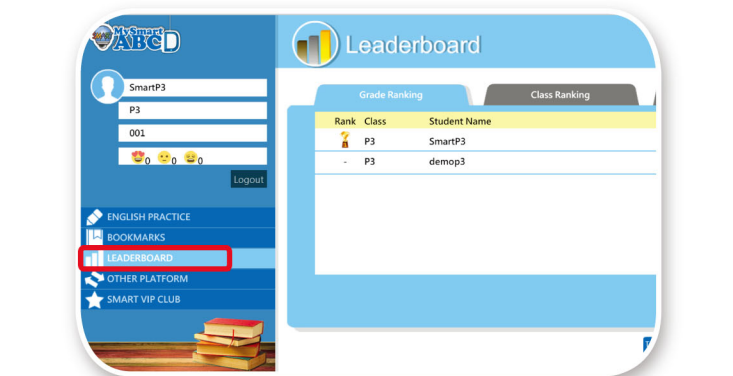 MySmart
ABCD
SmartP3
P3
001
0 0 0
Logout
ENGLISH PRACTICE
BOOKMARKS
LEADERBOARD
OTHER PLATFORM
SMART VIP CLUB
Leaderboard
Grade Ranking Class Ranking
Rank Class Student Name
P3 SmartP3
- P3 demop3